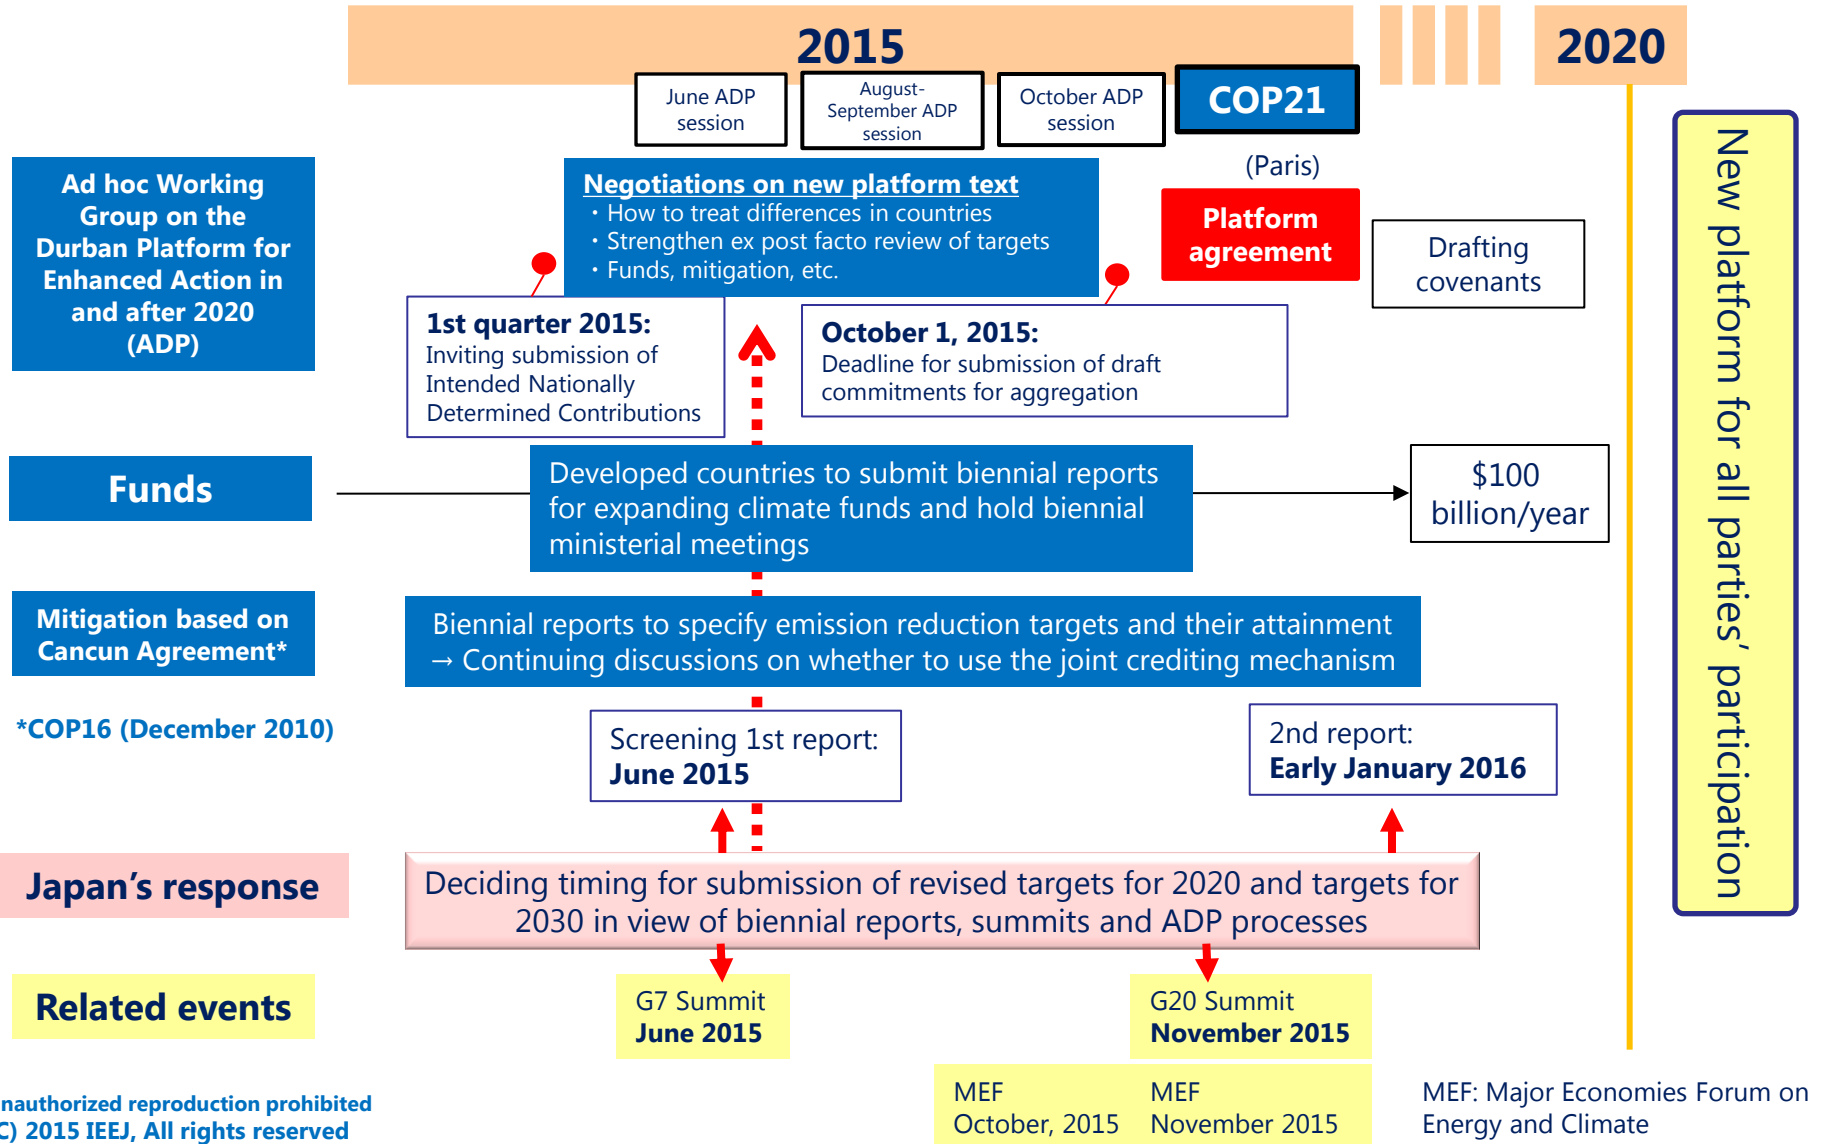 2015
2020
June ADP
session
August-
September ADP
session
October ADP
session
COP21
(Paris)
Ad hoc Working
Group on the
Durban Platform for
Enhanced Action in
and after 2020
(ADP)
Negotiations on new platform text
・How to treat differences in countries
・Strengthen ex post facto review of targets
・Funds, mitigation, etc.
Platform
agreement
Drafting
covenants
1st quarter 2015:
Inviting submission of
Intended Nationally
Determined Contributions
October 1, 2015:
Deadline for submission of draft
commitments for aggregation
New platform for all parties’ participation
Funds
Developed countries to submit biennial reports
for expanding climate funds and hold biennial
ministerial meetings
$100
billion/year
Mitigation based on
Cancun Agreement*
Biennial reports to specify emission reduction targets and their attainment
→ Continuing discussions on whether to use the joint crediting mechanism
*COP16 (December 2010)
Screening 1st report:
June 2015
2nd report:
Early January 2016
Japan’s response
Deciding timing for submission of revised targets for 2020 and targets for
2030 in view of biennial reports, summits and ADP processes
Related events
G7 Summit
June 2015
G20 Summit
November 2015
MEF
October, 2015
MEF
November 2015
MEF: Major Economies Forum on
Energy and Climate
nauthorized reproduction prohibited
C) 2015 IEEJ, All rights reserved